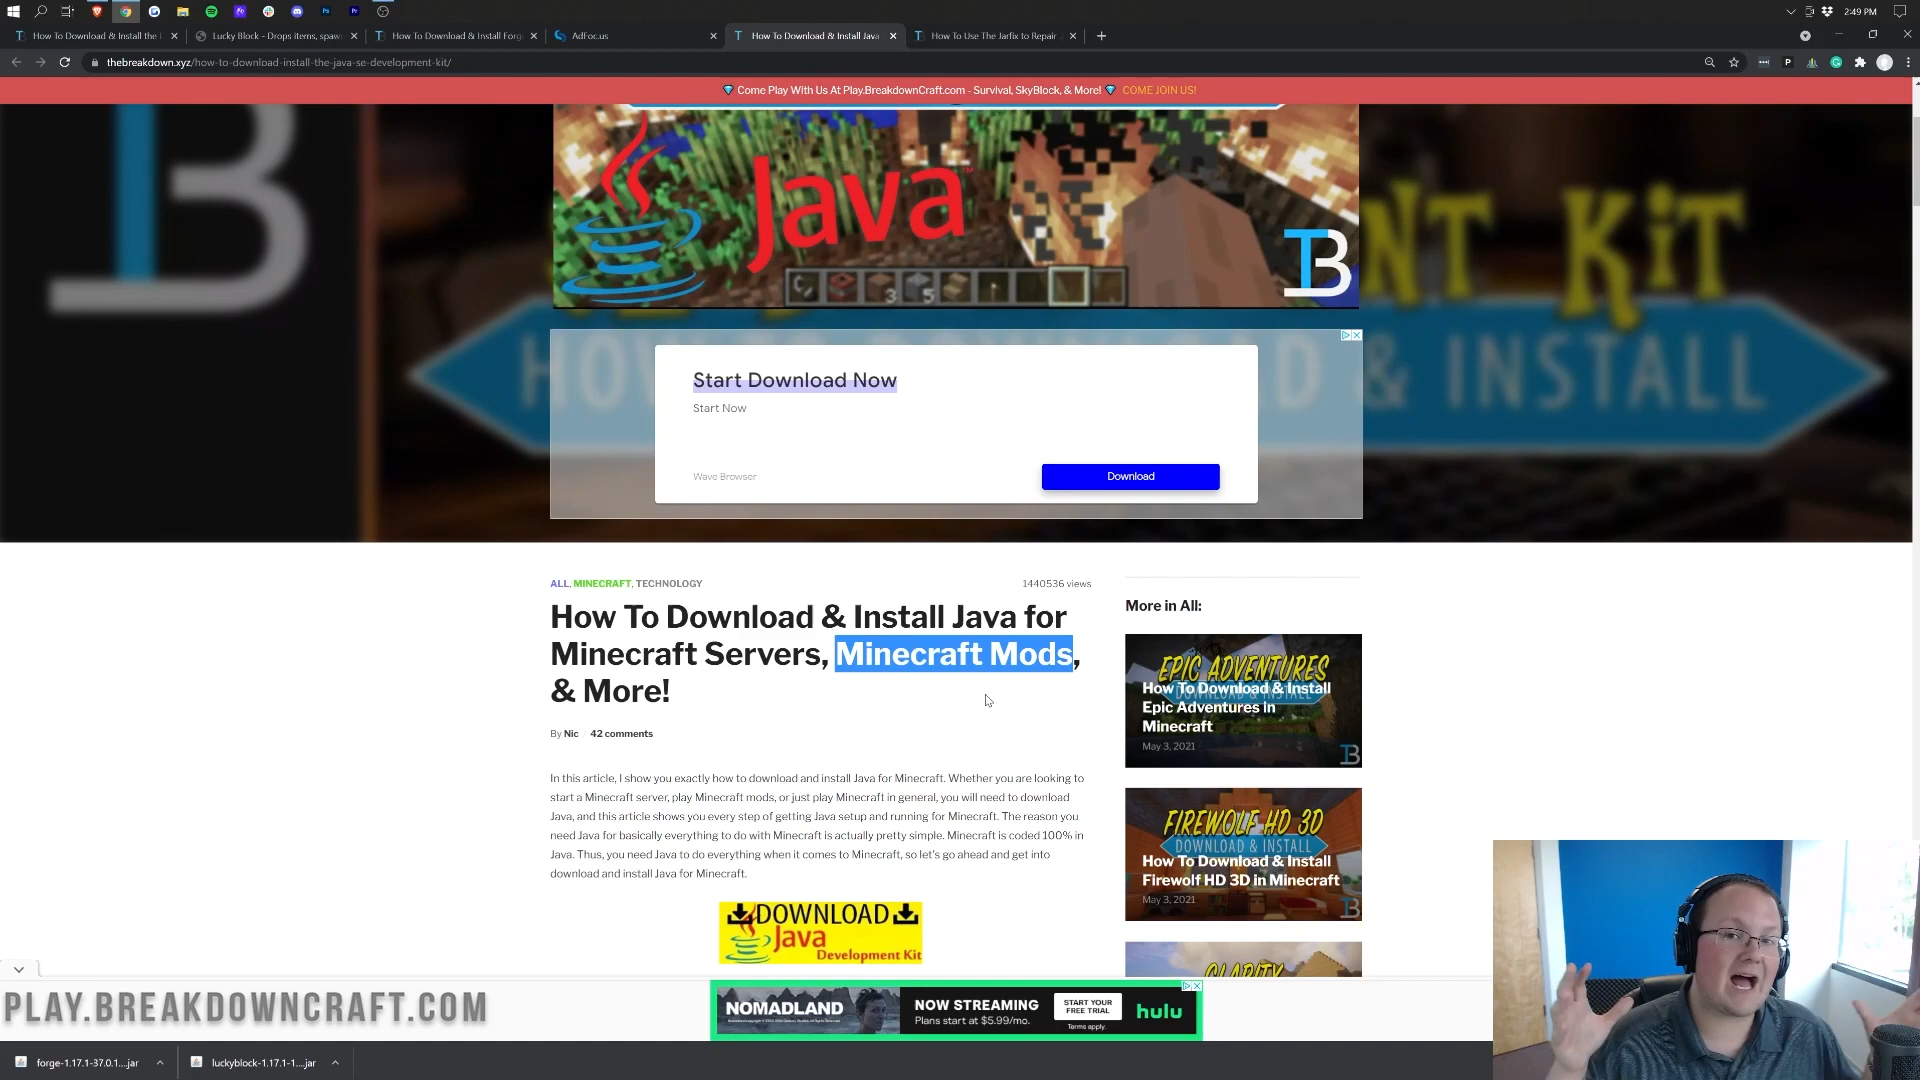 2:49 PM
How To Download & Install the
Lucky Block - Drops items, spaw
How To Download & Install Forg
AdFoc.us
How To Download & Install Java
How To Use The Jarfix to Repair
thebreakdown.xyz/how-to-download-install-the-java-se-development-kit/
Come Play With Us At Play.BreakdownCraft.com - Survival, SkyBlock, & More! COME JOIN US!
Java
TB
3 5
NT KIT
HO D & INSTALL
Start Download Now
Start Now
Wave Browser
Download
ALL, MINECRAFT, TECHNOLOGY
1440536 views
How To Download & Install Java for
Minecraft Servers, Minecraft Mods,
& More!
By Nic / 42 comments
In this article, I show you exactly how to download and install Java for Minecraft. Whether you are looking to
start a Minecraft server, play Minecraft mods, or just play Minecraft in general, you will need to download
Java, and this article shows you every step of getting Java setup and running for Minecraft. The reason you
need Java for basically everything to do with Minecraft is actually pretty simple. Minecraft is coded 100% in
Java. Thus, you need Java to do everything when it comes to Minecraft, so let's go ahead and get into
download and install Java for Minecraft.
DOWNLOAD
Java
Development Kit
More in All:
EPIC ADVENTURES
How To Download & Install
Epic Adventures in
Minecraft
May 3, 2021
FIREWOLF HD 3D
DOWNLOAD & INSTALL
How To Download & Install
Firewolf HD 3D in Minecraft
May 3, 2021
CLARITY
PLAY.BREAKDOWNCRAFT.COM
NOMADLAND
NOW STREAMING
Plans start at $5.99/mo.
START YOUR
FREE TRIAL
Terms apply.
hulu
forge-1.17.1-37.0.1....jar
luckyblock-1.17.1-1....jar